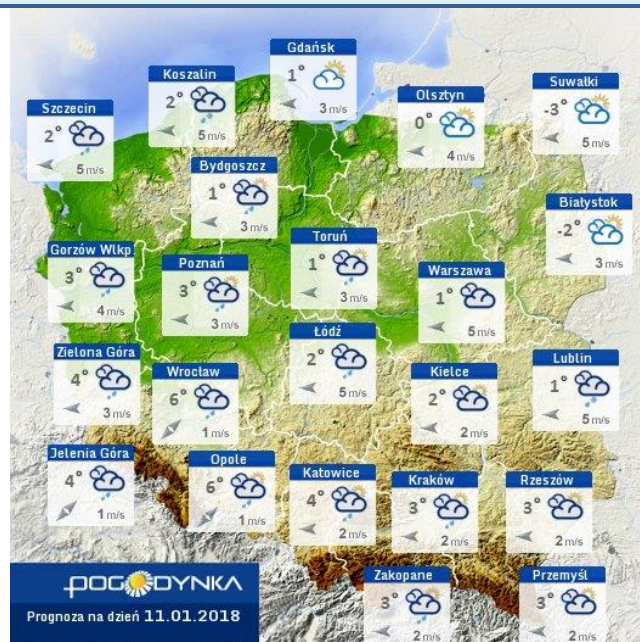 Gdańsk
1°
3 m/s
Koszalin
2°
5 m/s
Suwałki
-3°
5 m/s
Olsztyn
0°
4 m/s
Szczecin
2°
5 m/s
Bydgoszcz
1°
3 m/s
Białystok
-2°
3 m/s
Toruń
1°
3 m/s
Gorzów Wlkp.
3°
4 m/s
Poznań
3°
3 m/s
Warszawa
1°
5 m/s
Łódź
2°
5 m/s
Zielona Góra
4°
3 m/s
Wrocław
6°
1 m/s
Kielce
2°
2 m/s
Lublin
1°
5 m/s
Jelenia Góra
4°
1 m/s
Opole
6°
1 m/s
Katowice
4°
2 m/s
Kraków
3°
2 m/s
Rzeszów
3°
2 m/s
Zakopane
3°
2 m/s
Przemyśl
3°
2 m/s
POGODYNKA
Prognoza na dzień 11.01.2018